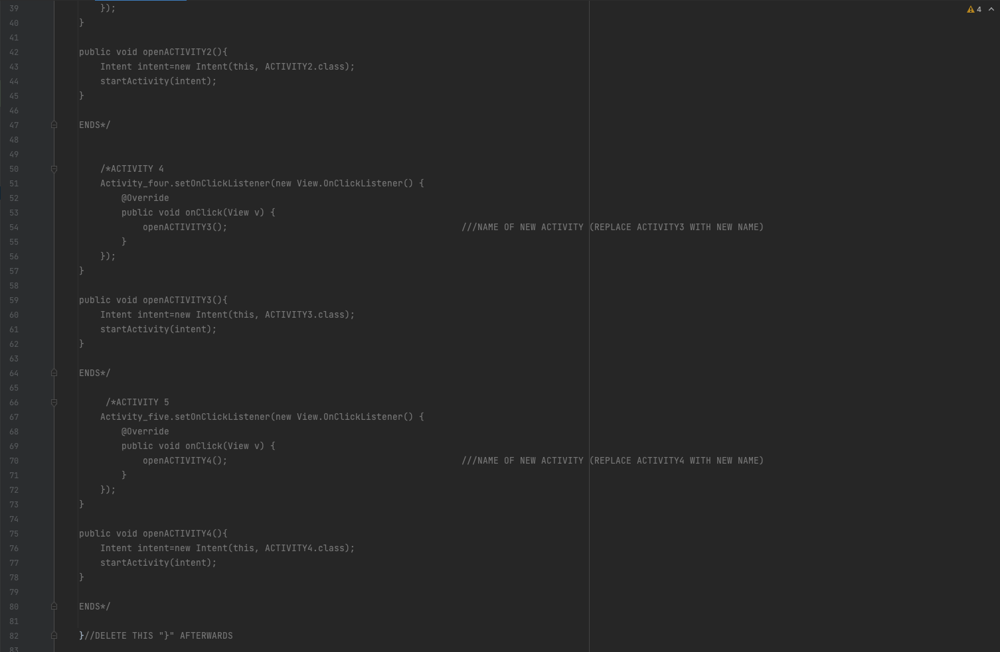 39 });
4
40 }
41
42 public void openACTIVITY2(){
43 Intent intent=new Intent(this, ACTIVITY2.class);
44 startActivity(intent);
45 }
46
47 ENDS*/
48
49
50 /*ACTIVITY 4
51 Activity_four.setOnClickListener(new View.OnClickListener() {
52 @Override
53 public void onClick(View v) {
54 openACTIVITY3(); ///NAME OF NEW ACTIVITY (REPLACE ACTIVITY3 WITH NEW NAME)
55 }
56 });
57 }
58
59 public void openACTIVITY3(){
60 Intent intent=new Intent(this, ACTIVITY3.class);
61 startActivity(intent);
62 }
63
64 ENDS*/
65
66 /*ACTIVITY 5
67 Activity_five.setOnClickListener(new View.OnClickListener() {
68 @Override
69 public void onClick(View v) {
70 openACTIVITY4(); ///NAME OF NEW ACTIVITY (REPLACE ACTIVITY4 WITH NEW NAME)
71 }
72 });
73 }
74
75 public void openACTIVITY4(){
76 Intent intent=new Intent(this, ACTIVITY4.class);
77 startActivity(intent);
78 }
79
80 ENDS*/
81
82 }//DELETE THIS "}" AFTERWARDS
83